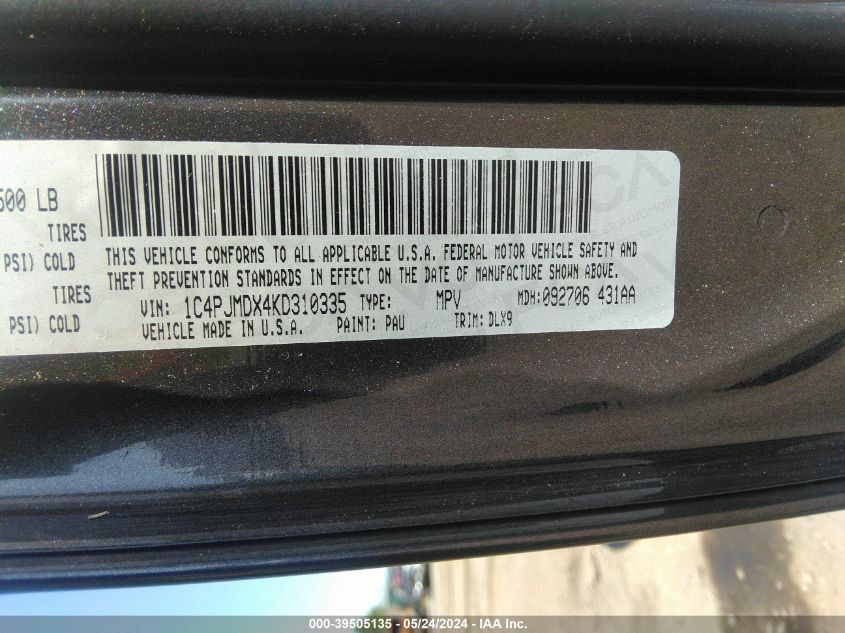 500 LB
TIRES
PSI) COLD
TIRES
PSI) COLD
THIS VEHICLE CONFORMS TO ALL APPLICABLE U.S.A. FEDERAL MOTOR VEHICLE SAFETY AND
THEFT PREVENTION STANDARDS IN EFFECT ON THE DATE OF MANUFACTURE SHOWN ABOVE.
VIN: 1C4PJMDX4KD310335 TYPE: MPV MDH:092706 431AA
VEHICLE MADE IN U.S.A. PAINT: PAU TRIM: DLX9
000-39505135 - 05/24/2024 - IAA Inc.